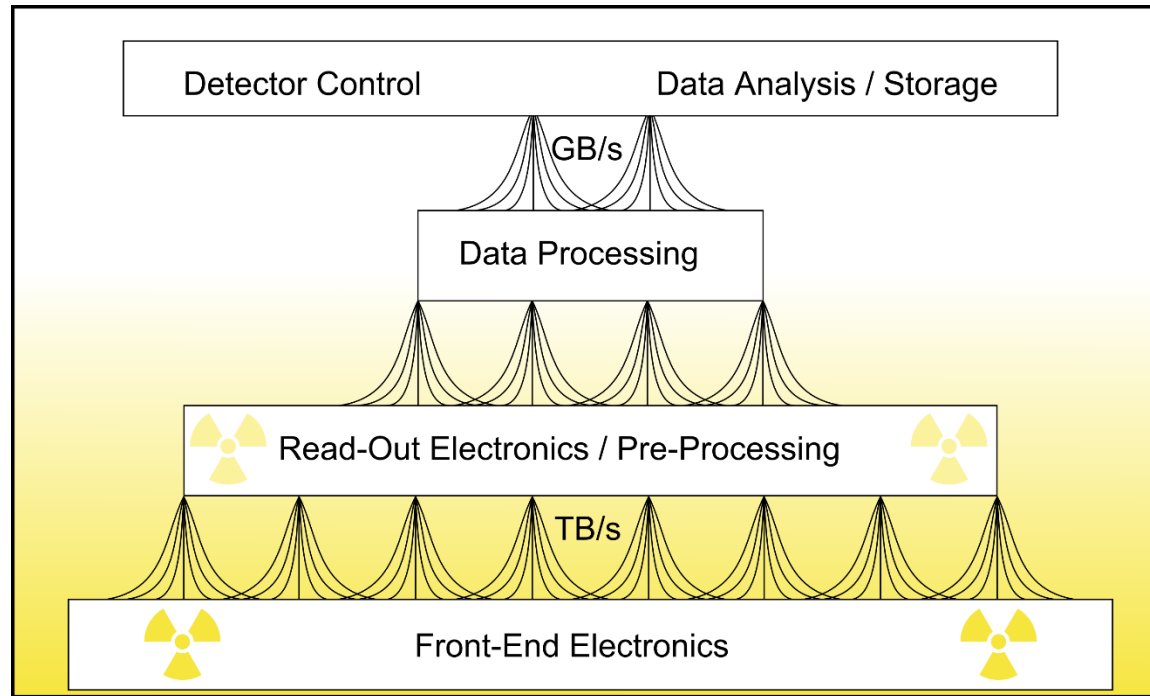 Detector Control
Data Analysis / Storage
GB/s
Data Processing
Read-Out Electronics / Pre-Processing
TB/s
Front-End Electronics